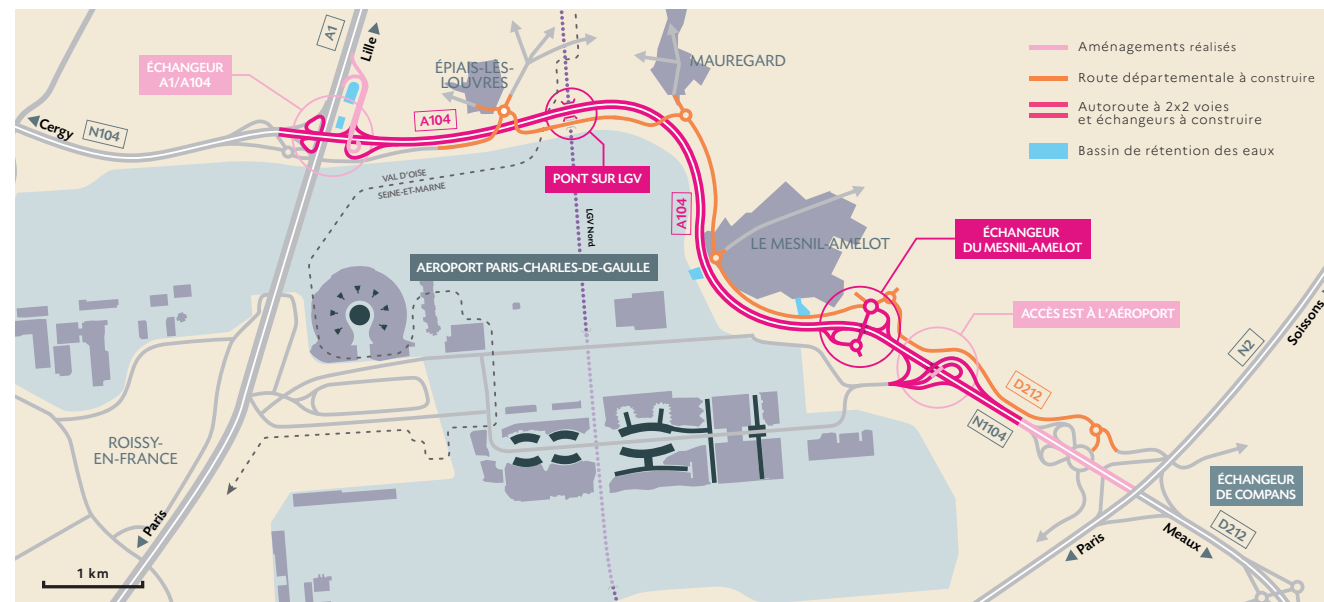 A1
Lille
ÉCHANGEUR
A1/A104
ÉPIAIS-LÈS-
LOUVRES
MAUREGARD
Aménagements réalisés
Route départementale à construire
Autoroute à 2x2 voies
et échangeurs à construire
Bassin de rétention des eaux
Cergy
N104
A104
PONT SUR LGV
VAL D'OISE
SEINE-ET-MARNE
LGV Nord
A104
LE MESNIL-AMELOT
ÉCHANGEUR
DU MESNIL-AMELOT
AEROPORT PARIS-CHARLES-DE-GAULLE
ACCÈS EST À L'AÉROPORT
Soissons
N2
D212
N1104
ROISSY-
EN-FRANCE
ÉCHANGEUR
DE COMPANS
Paris
Paris
Meaux
D212
1 km